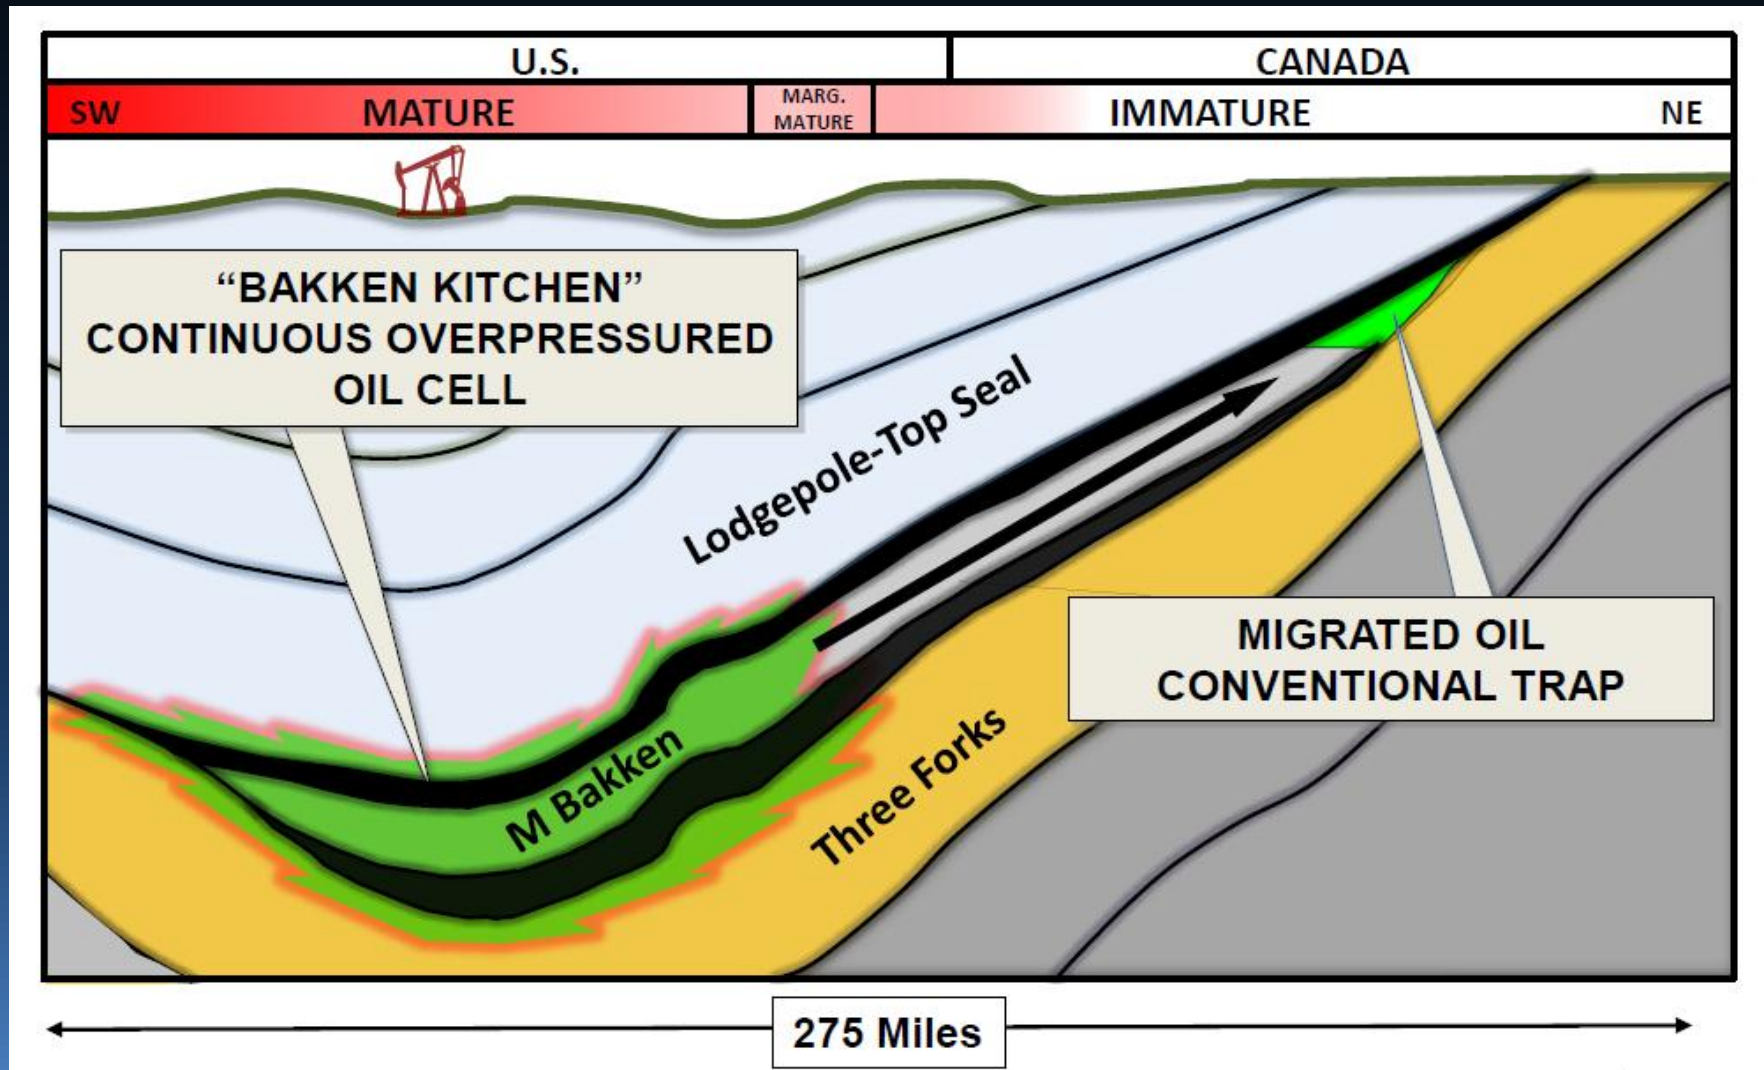 U.S.
CANADA
SW
MATURE
MARG.
MATURE
IMMATURE
NE
“BAKKEN KITCHEN”
CONTINUOUS OVERPRESSURED
OIL CELL
Lodgepole-Top Seal
MIGRATED OIL
CONVENTIONAL TRAP
M Bakken
Three Forks
275 Miles